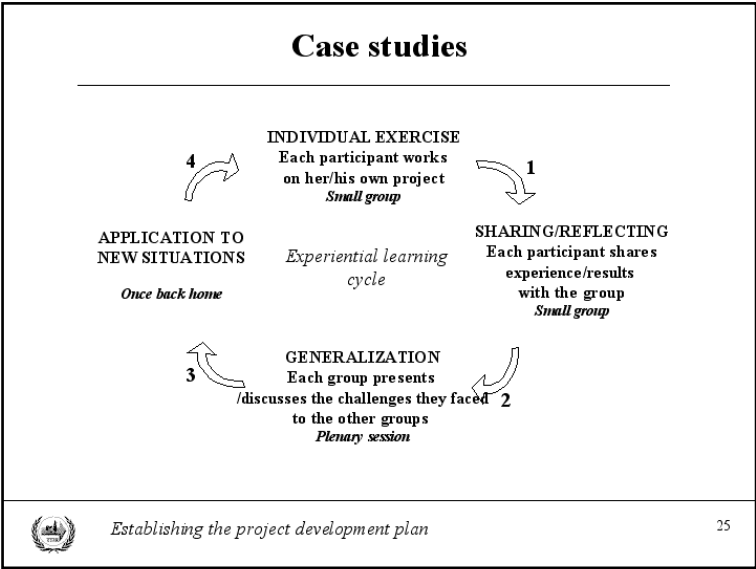 Case studies
INDIVIDUAL EXERCISE
Each participant works
on her/his own project
Small group
4
1
SHARING/REFLECTING
Each participant shares
experience/results
with the group
Small group
APPLICATION TO
NEW SITUATIONS
Once back home
Experiential learning
cycle
GENERALIZATION
Each group presents
/discusses the challenges they faced
to the other groups
Plenary session
3
2
Establishing the project development plan
25